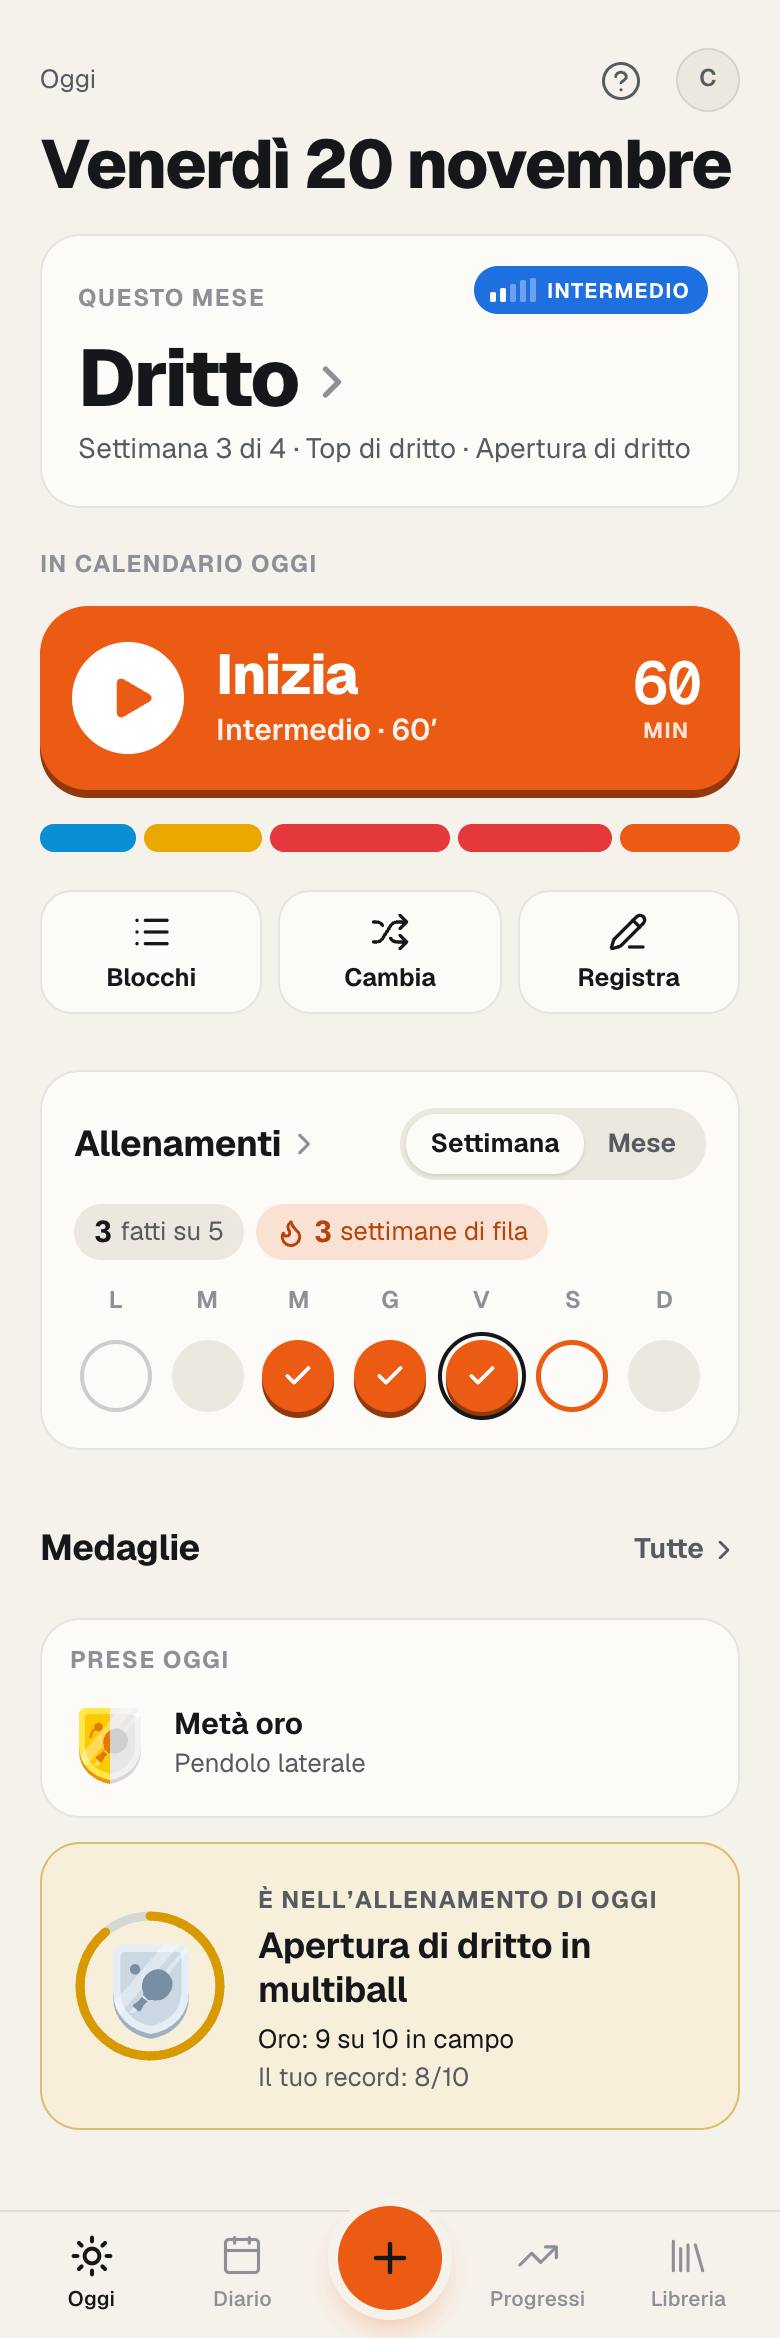 Oggi
C
Venerdì 20 novembre
QUESTO MESE
INTERMEDIO
Dritto
Settimana 3 di 4 · Top di dritto · Apertura di dritto
IN CALENDARIO OGGI
Inizia
Intermedio · 60′
60
MIN
Blocchi
Cambia
Registra
Allenamenti
Settimana
Mese
3 fatti su 5
3 settimane di fila
L M M G V S D
Medaglie
Tutte
PRESE OGGI
Metà oro
Pendolo laterale
È NELL’ALLENAMENTO DI OGGI
Apertura di dritto in
multiball
Oro: 9 su 10 in campo
Il tuo record: 8/10
Oggi
Diario
Progressi
Libreria